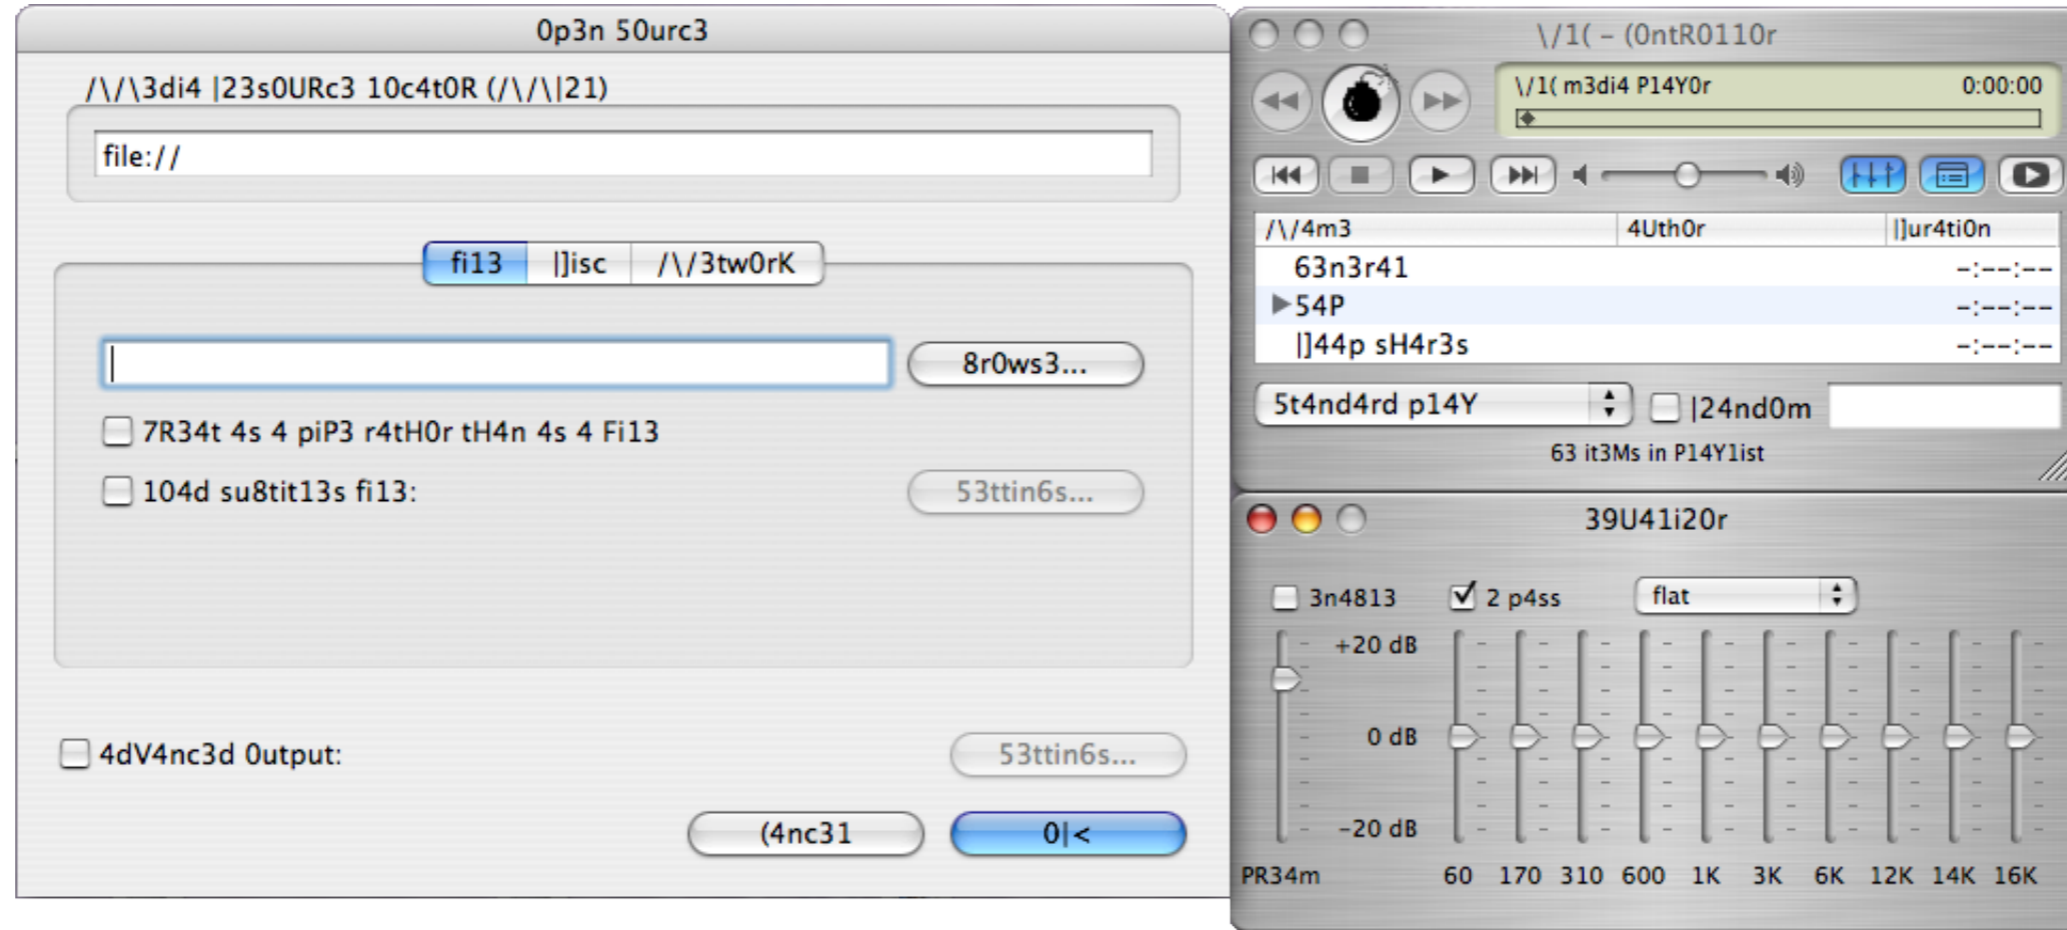 0p3n 50urc3
/\/\3di4 |23s0URc3 10c4t0R (/\/\|21)
file://
fi13 |]isc /\/3tw0rK
8r0ws3...
7R34t 4s 4 piP3 r4tH0r tH4n 4s 4 Fi13
104d su8tit13s fi13: 53ttin6s...
4dV4nc3d 0utput: 53ttin6s...
(4nc31 0|<
\/1( – (0ntR0110r
\/1( m3di4 P14Y0r 0:00:00
/\/4m3 4Uth0r |]ur4ti0n
63n3r41 -:--:--
54P -:--:--
|]44p sH4r3s -:--:--
5t4nd4rd p14Y |24nd0m
63 it3Ms in P14Y1ist
39U41i20r
3n4813 2 p4ss flat
+20 dB
0 dB
-20 dB
PR34m 60 170 310 600 1K 3K 6K 12K 14K 16K